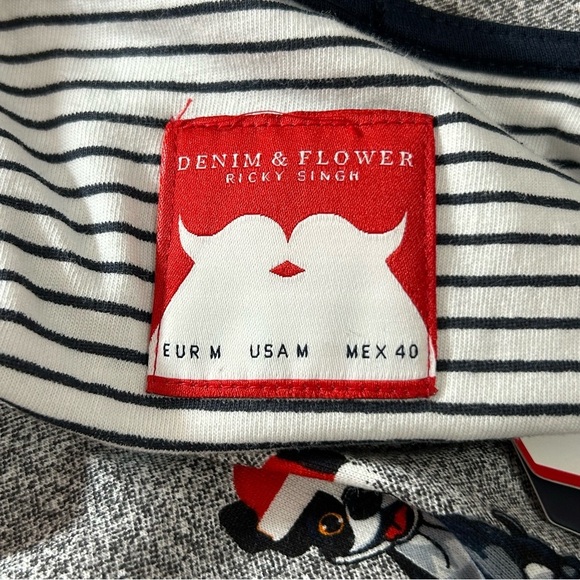 DENIM & FLOWER
RICKY SINGH
EUR M USA M MEX 40